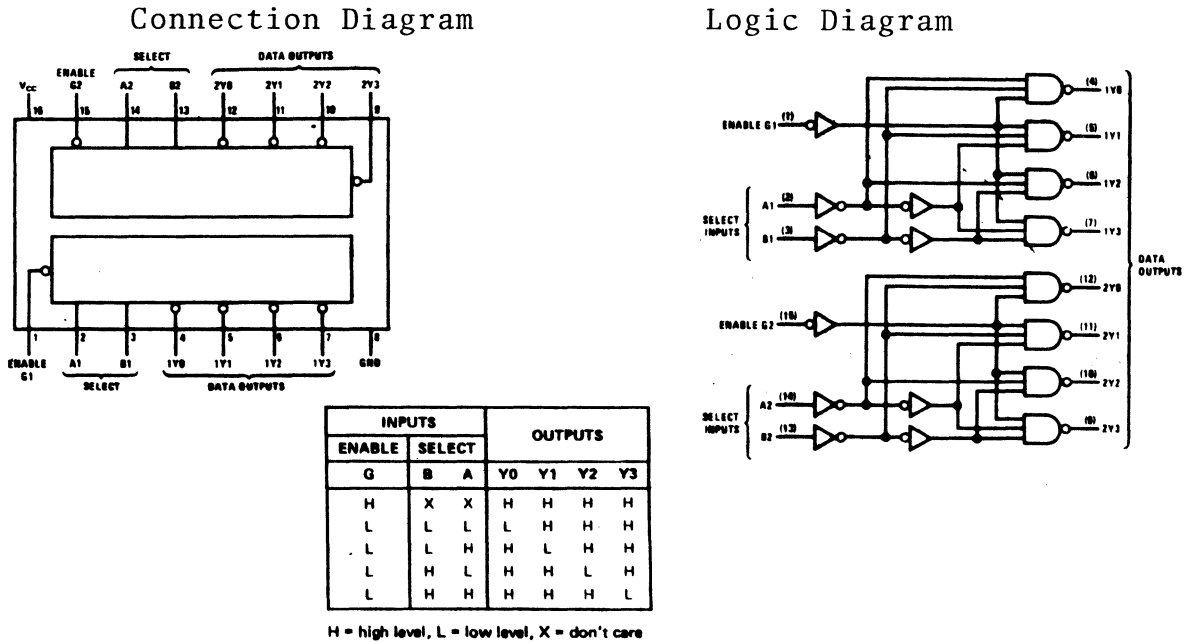 Connection Diagram
Logic Diagram
SELECT
DATA OUTPUTS
ENABLE
VCC G2 A2 B2 2Y0 2Y1 2Y2 2Y3
16 15 14 13 12 11 10 9
1 2 3 4 5 6 7 8
ENABLE A1 B1 1Y0 1Y1 1Y2 1Y3 GND
G1
SELECT
DATA OUTPUTS
(4) 1Y0
ENABLE G1 (1)
(5) 1Y1
(6) 1Y2
SELECT
INPUTS
A1 (2)
B1 (3)
(7) 1Y3
DATA
OUTPUTS
(12) 2Y0
ENABLE G2 (15)
(11) 2Y1
(10) 2Y2
SELECT
INPUTS
A2 (14)
B2 (13)
(9) 2Y3
INPUTS OUTPUTS
ENABLE SELECT
G B A Y0 Y1 Y2 Y3
H X X H H H H
L L L L H H H
L L H H L H H
L H L H H L H
L H H H H H L
H = high level, L = low level, X = don't care